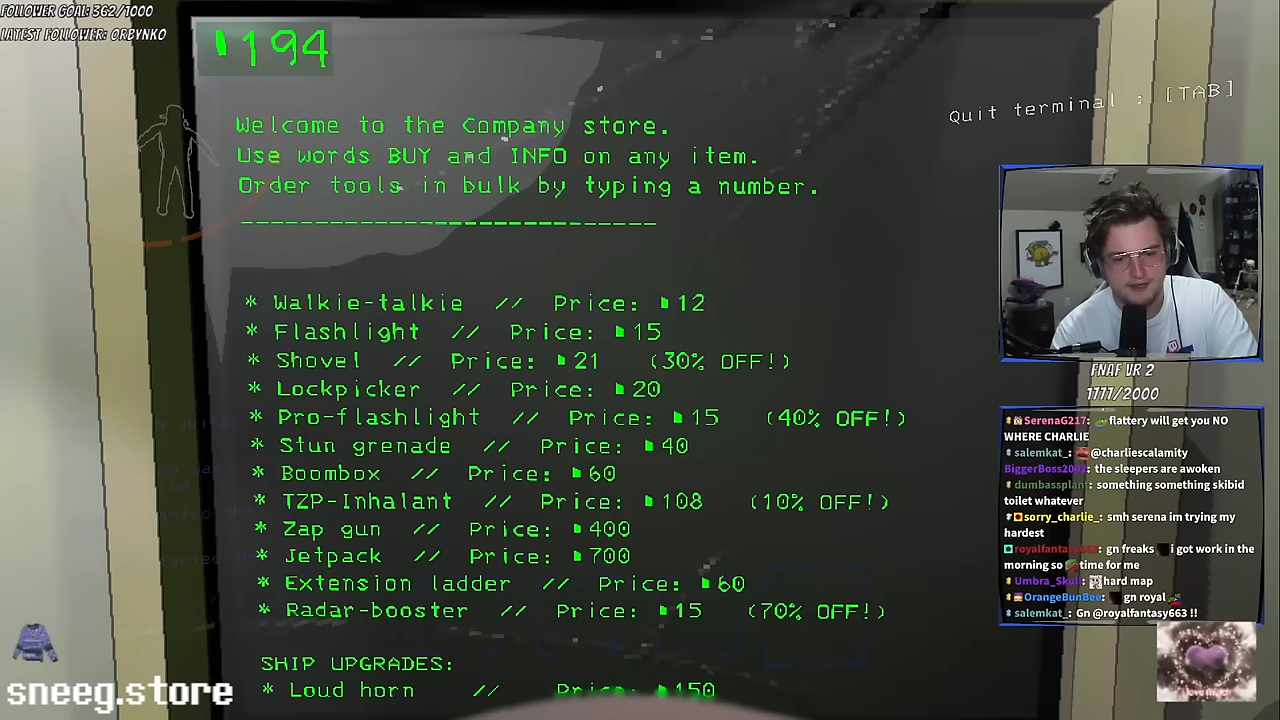 FOLLOWER GOAL: 362/1000
LATEST FOLLOWER: ORBYNKO
194
Quit terminal : [TAB]
Welcome to the Company store.
Use words BUY and INFO on any item.
Order tools in bulk by typing a number.
-----------------------------
* Walkie-talkie // Price: 12
* Flashlight // Price: 15
* Shovel // Price: 21 (30% OFF!)
* Lockpicker // Price: 20
* Pro-flashlight // Price: 15 (40% OFF!)
* Stun grenade // Price: 40
* Boombox // Price: 60
* TZP-Inhalant // Price: 108 (10% OFF!)
* Zap gun // Price: 400
* Jetpack // Price: 700
* Extension ladder // Price: 60
* Radar-booster // Price: 15 (70% OFF!)
SHIP UPGRADES:
* Loud horn // Price: 150
sneeg.store
FNAF VR 2
1777/2000
SerenaG217: flattery will get you NO
WHERE CHARLIE
salemkat_: @charliescalamity
BiggerBoss2002: the sleepers are awoken
dumbassplant: something something skibid
toilet whatever
sorry_charlie_: smh serena im trying my
hardest
royalfantasy663: gn freaks i got work in the
morning so time for me
Umbra_Skull: hard map
OrangeBunBee: gn royal
salemkat_: Gn @royalfantasy663 !!